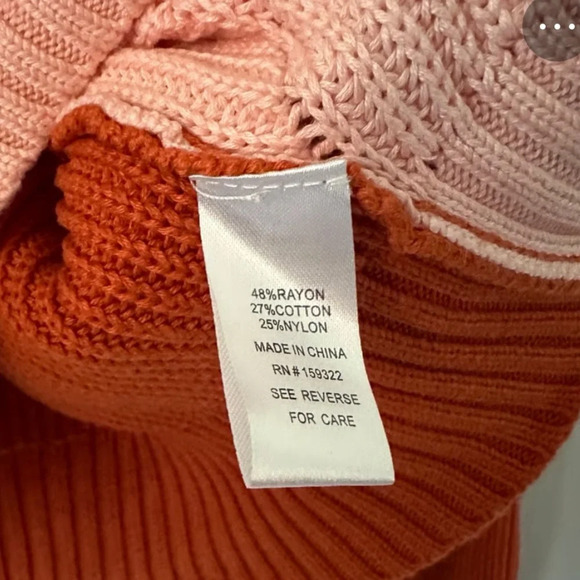 48%RAYON
27%COTTON
25%NYLON
MADE IN CHINA
RN#159322
SEE REVERSE
FOR CARE